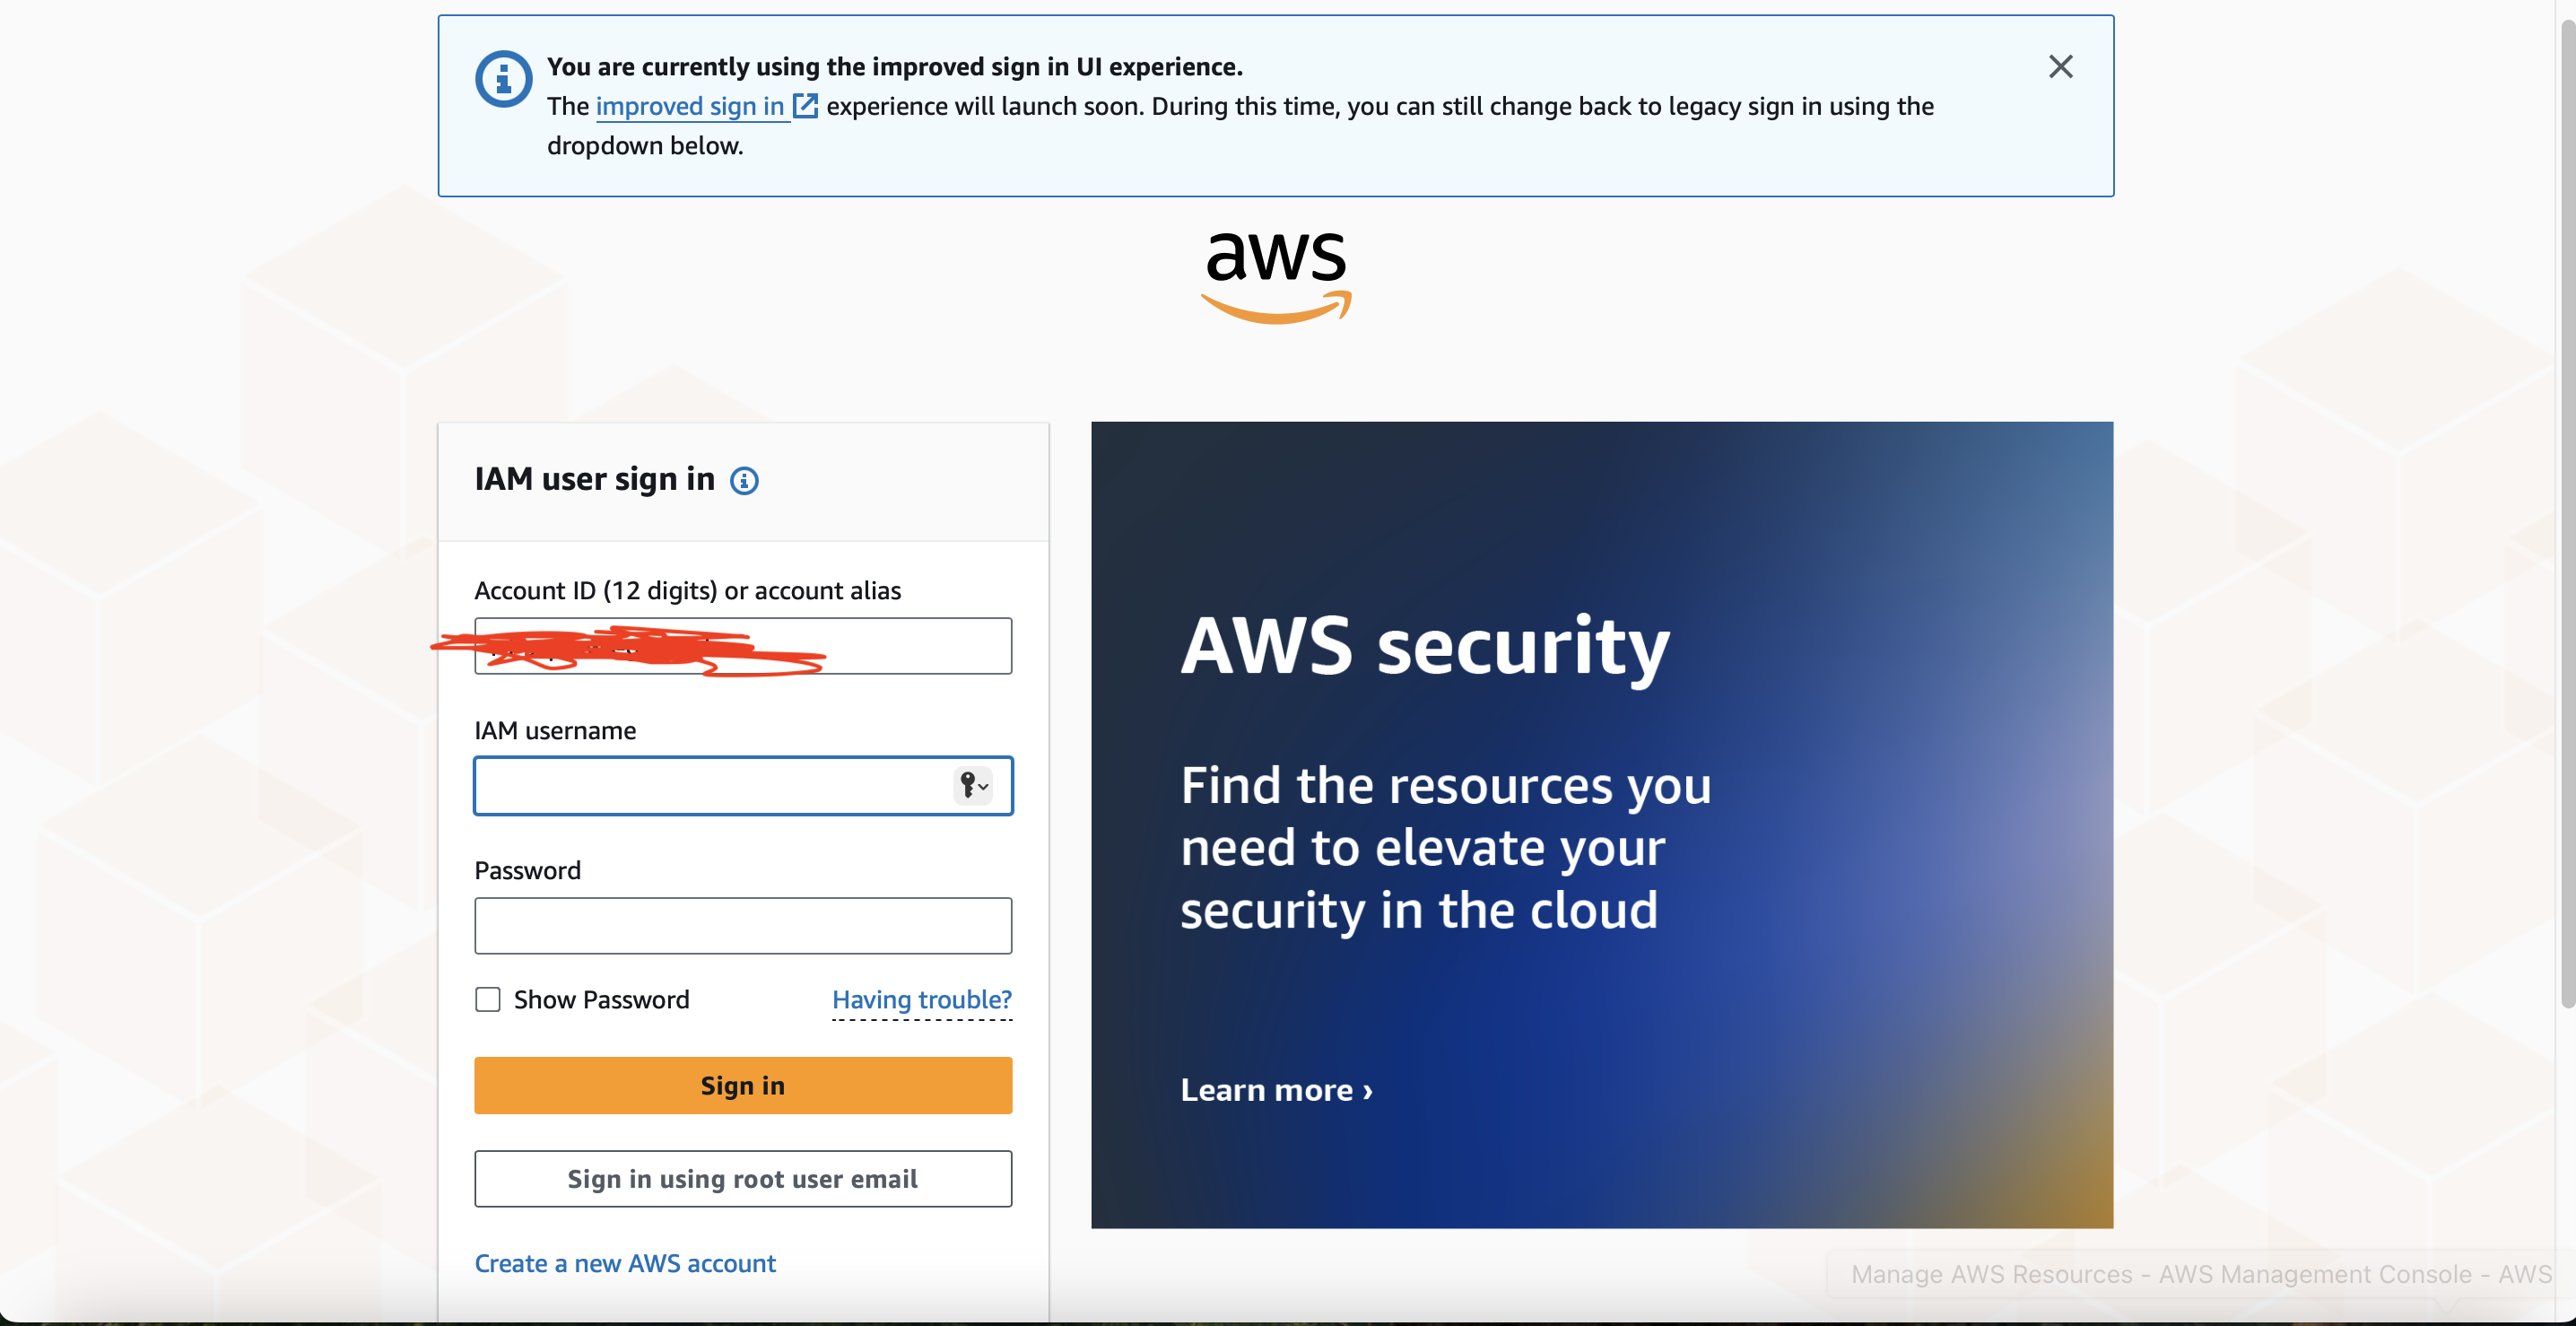 You are currently using the improved sign in UI experience.
The improved sign in experience will launch soon. During this time, you can still change back to legacy sign in using the
dropdown below.
aws
IAM user sign in
Account ID (12 digits) or account alias
IAM username
Password
Show Password
Having trouble?
Sign in
Sign in using root user email
Create a new AWS account
AWS security
Find the resources you
need to elevate your
security in the cloud
Learn more ›
Manage AWS Resources - AWS Management Console - AWS